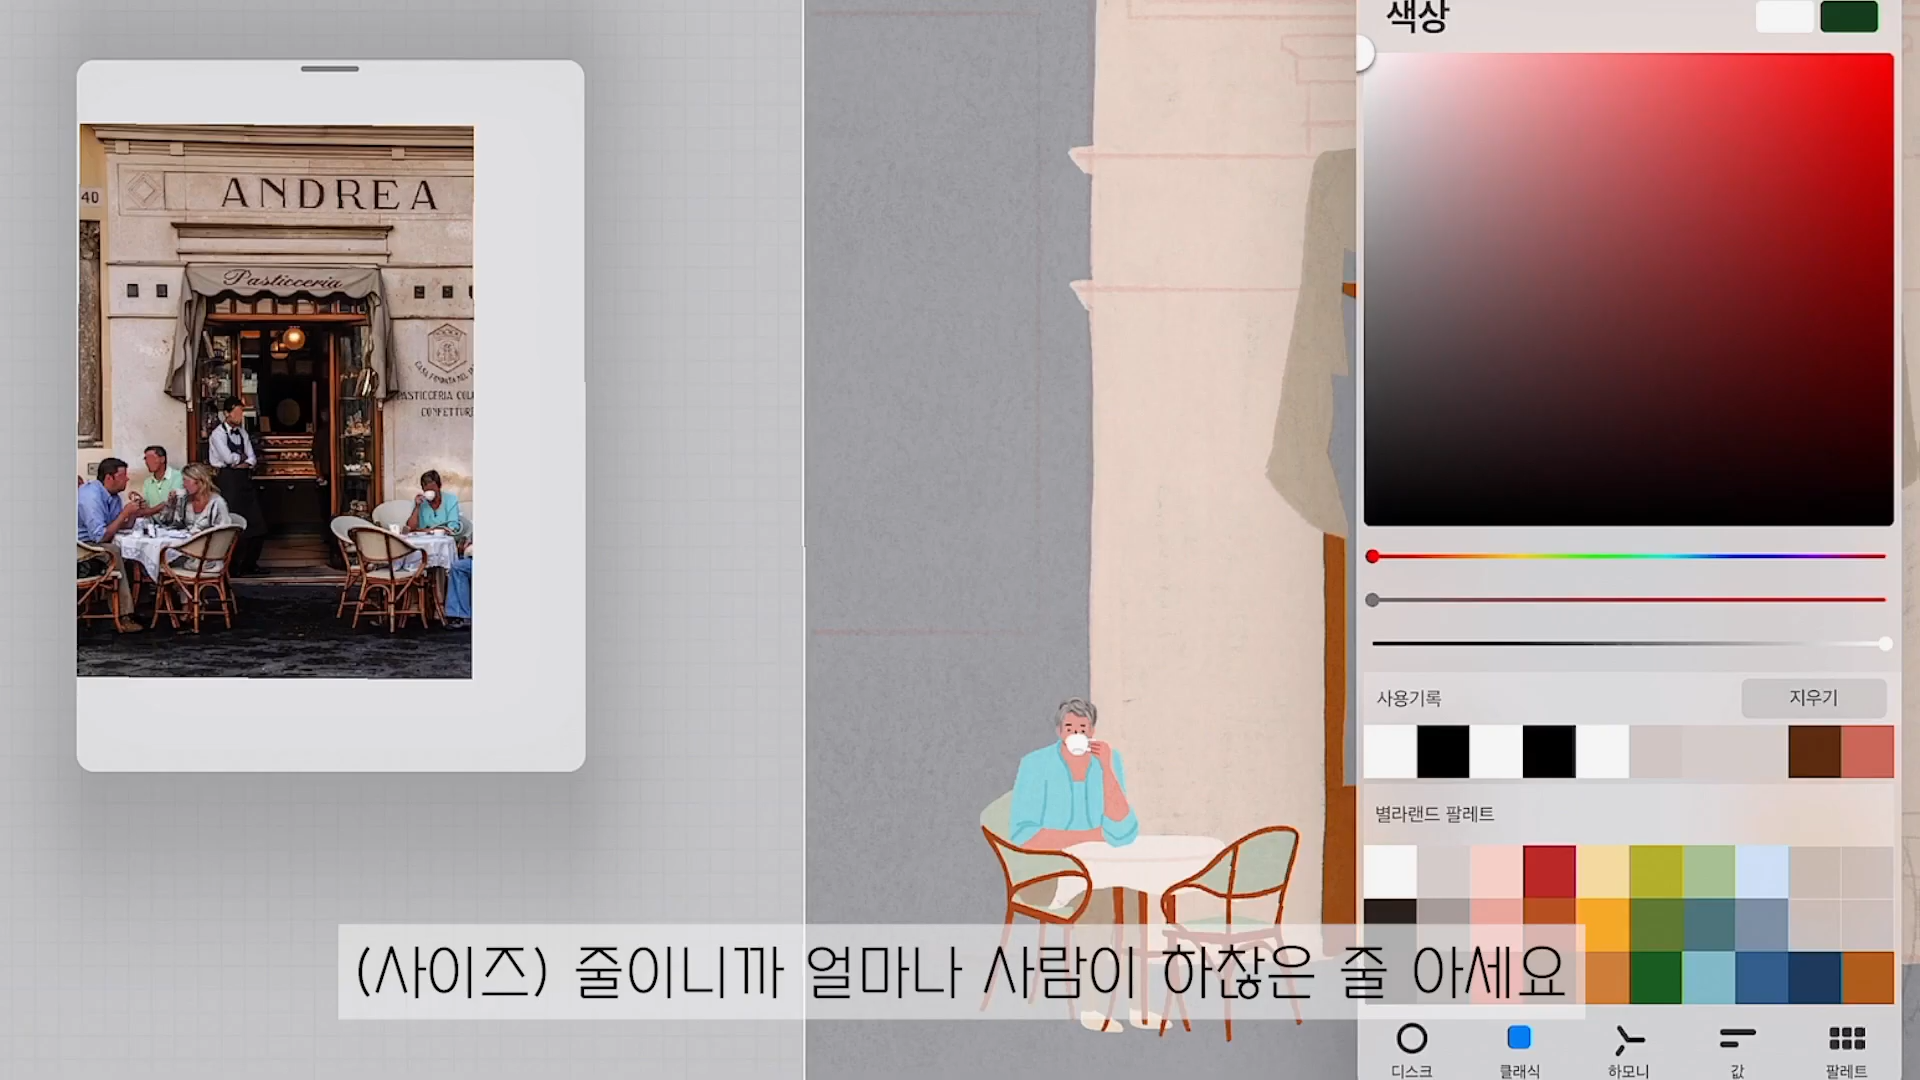 40
ANDREA
Pasticceria
PASTICCERIA
CONFETTUR
색상
사용기록
지우기
별라랜드 팔레트
(사이즈) 줄이니까 얼마나 사람이 하찮은 줄 아세요
디스크
클래식
하모니
값
팔레트